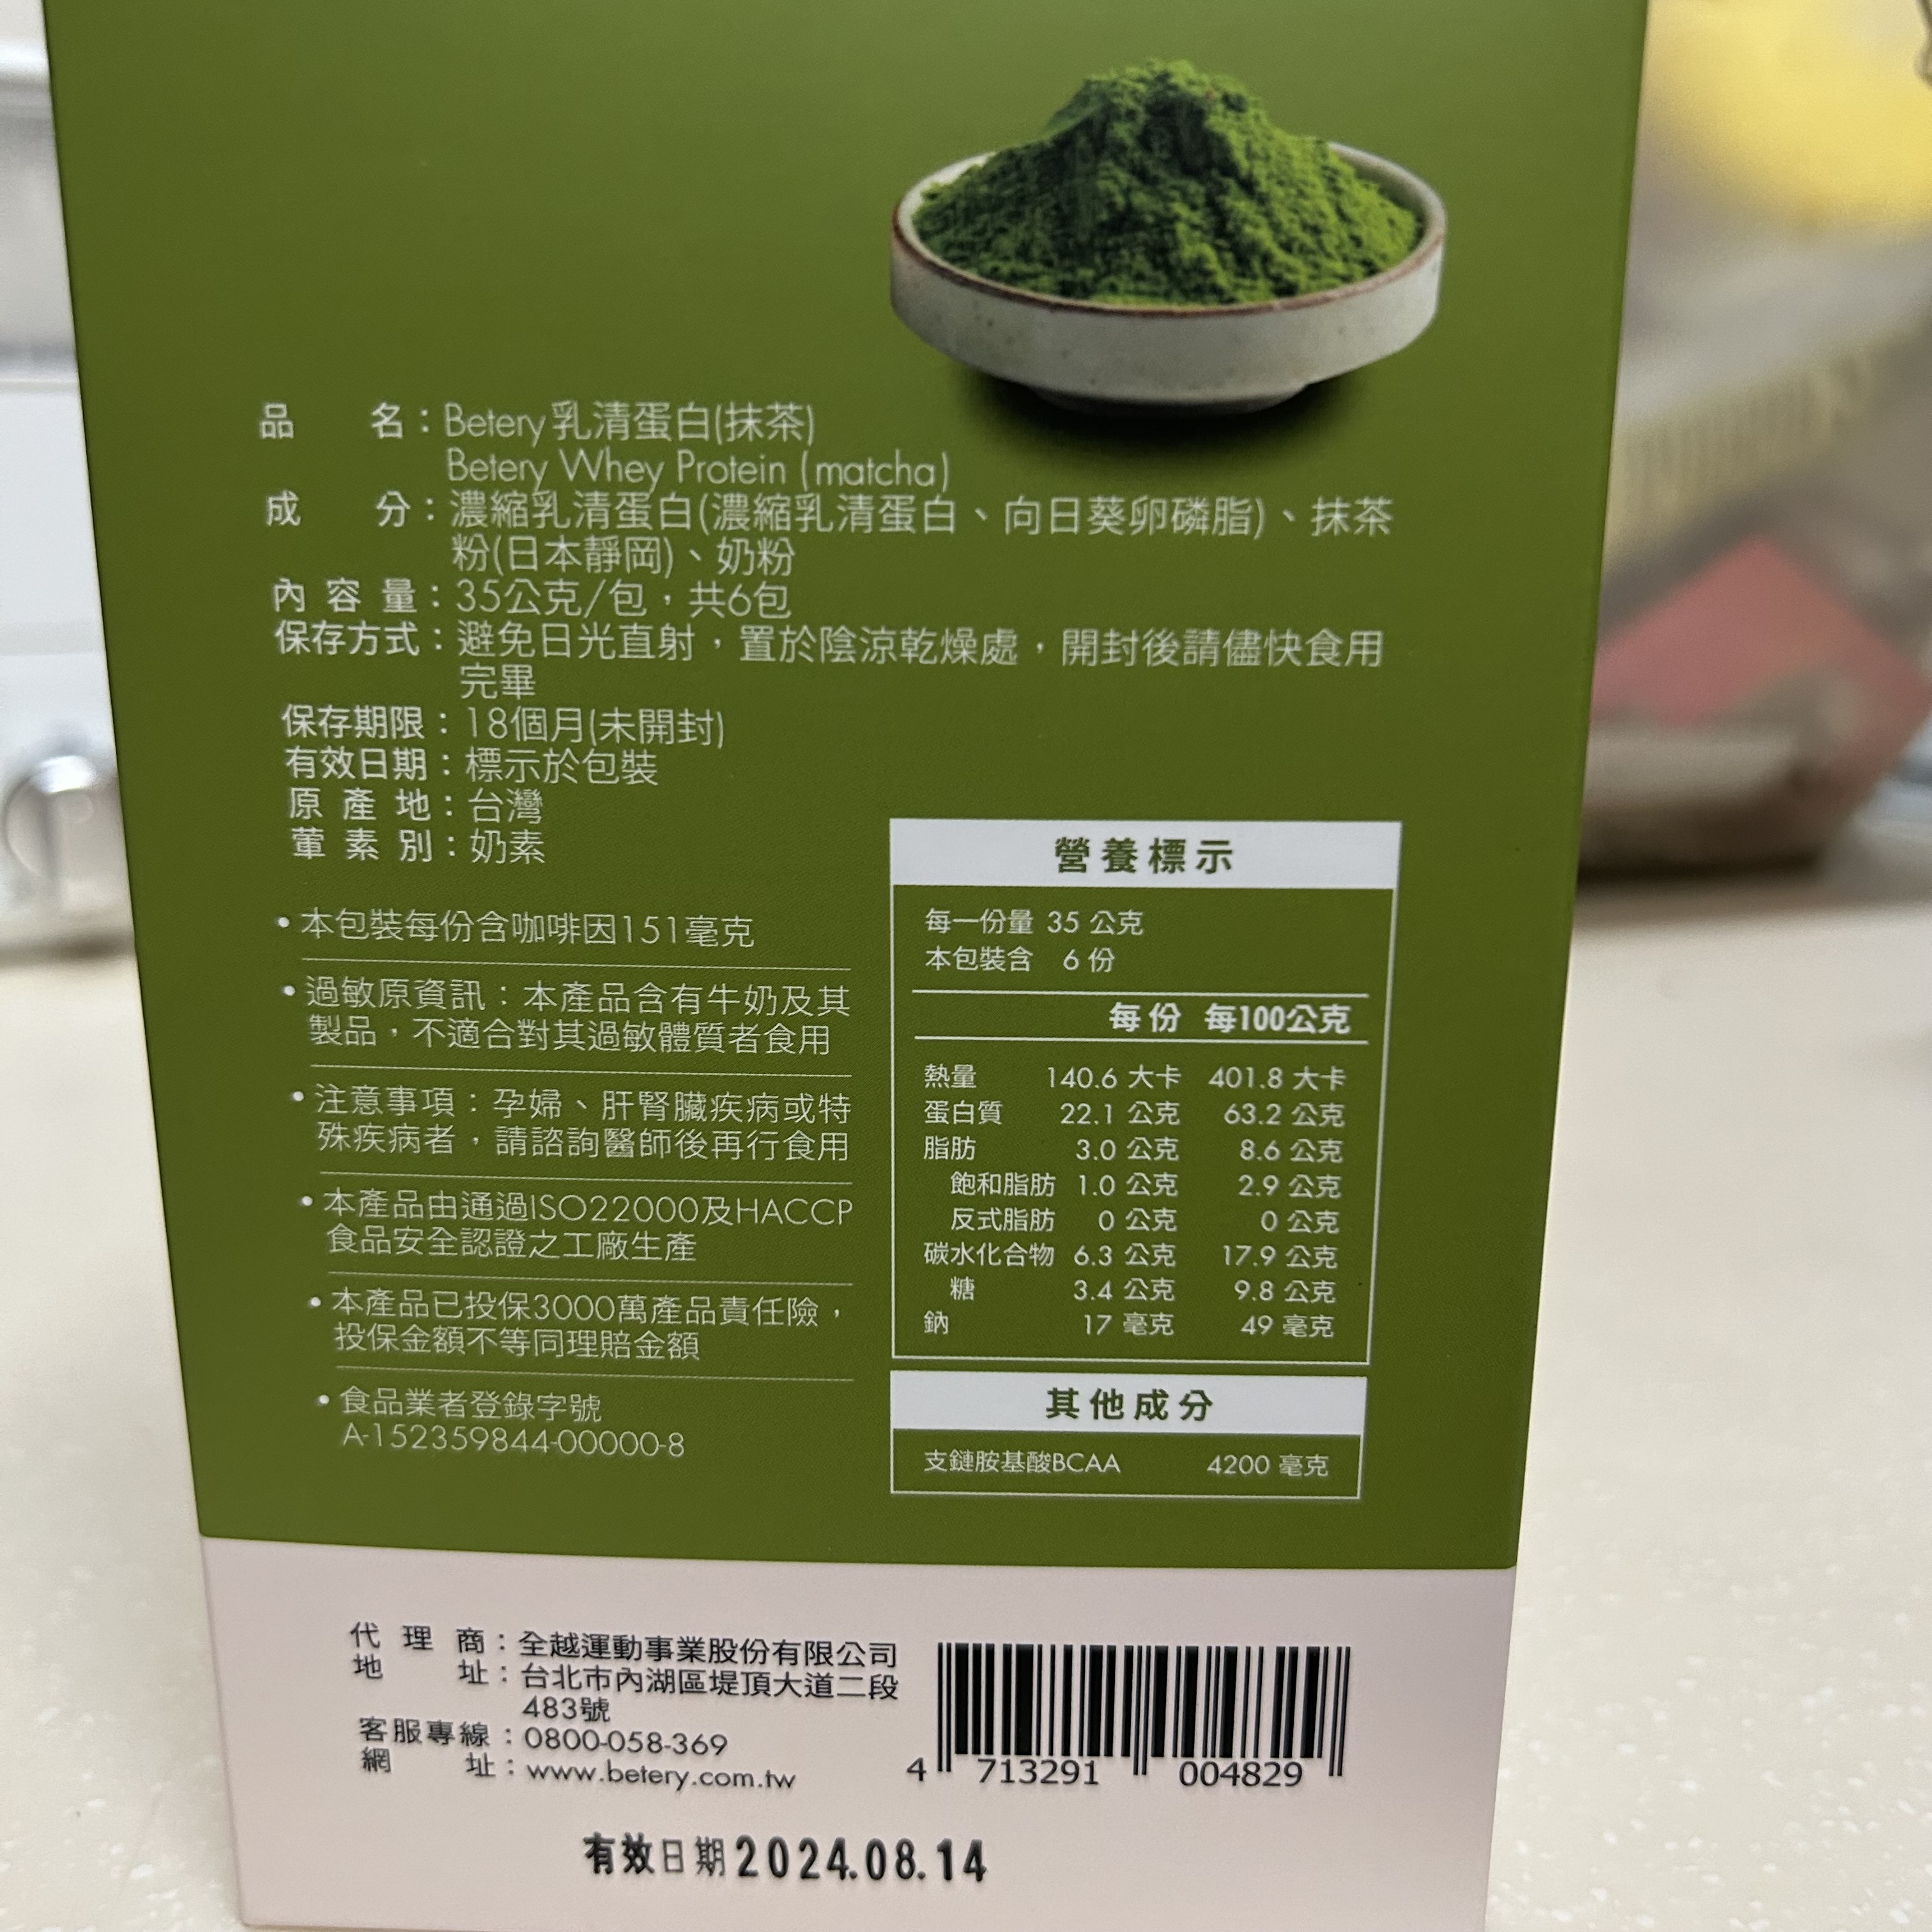 品名：Betery乳清蛋白(抹茶)
Betery Whey Protein (matcha)
成分：濃縮乳清蛋白(濃縮乳清蛋白、向日葵卵磷脂)、抹茶
粉(日本靜岡)、奶粉
內容量：35公克/包，共6包
保存方式：避免日光直射，置於陰涼乾燥處，開封後請儘快食用
完畢
保存期限：18個月(未開封)
有效日期：標示於包裝
原產地：台灣
葷素別：奶素
•本包裝每份含咖啡因151毫克
•過敏原資訊：本產品含有牛奶及其
製品，不適合對其過敏體質者食用
•注意事項：孕婦、肝腎臟疾病或特
殊疾病者，請諮詢醫師後再行食用
•本產品由通過ISO22000及HACCP
食品安全認證之工廠生產
•本產品已投保3000萬產品責任險，
投保金額不等同理賠金額
•食品業者登錄字號
A-152359844-00000-8
營養標示
每一份量 35 公克
本包裝含 6 份
每份 每100公克
熱量 140.6 大卡 401.8 大卡
蛋白質 22.1 公克 63.2 公克
脂肪 3.0 公克 8.6 公克
飽和脂肪 1.0 公克 2.9 公克
反式脂肪 0 公克 0 公克
碳水化合物 6.3 公克 17.9 公克
糖 3.4 公克 9.8 公克
鈉 17 毫克 49 毫克
其他成分
支鏈胺基酸BCAA 4200 毫克
代理商：全越運動事業股份有限公司
地址：台北市內湖區堤頂大道二段
483號
客服專線：0800-058-369
網址：www.betery.com.tw
4 713291 004829
有效日期2024.08.14